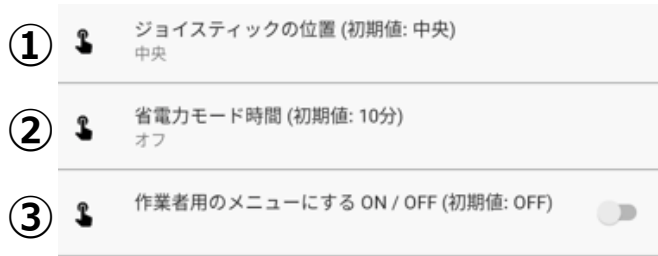 ① ジョイスティックの位置 (初期値: 中央)
中央
② 省電力モード時間 (初期値: 10分)
オフ
③ 作業者用のメニューにする ON / OFF (初期値: OFF)